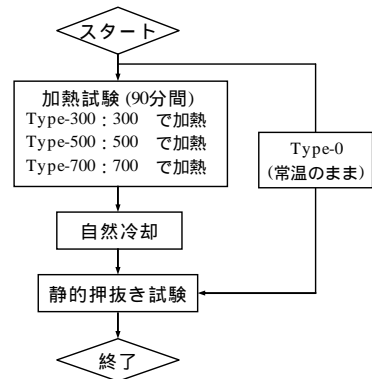 スタート
加熱試験 (90分間)
Type-300 : 300　で加熱
Type-500 : 500　で加熱
Type-700 : 700　で加熱
Type-0
(常温のまま)
自然冷却
静的押抜き試験
終了